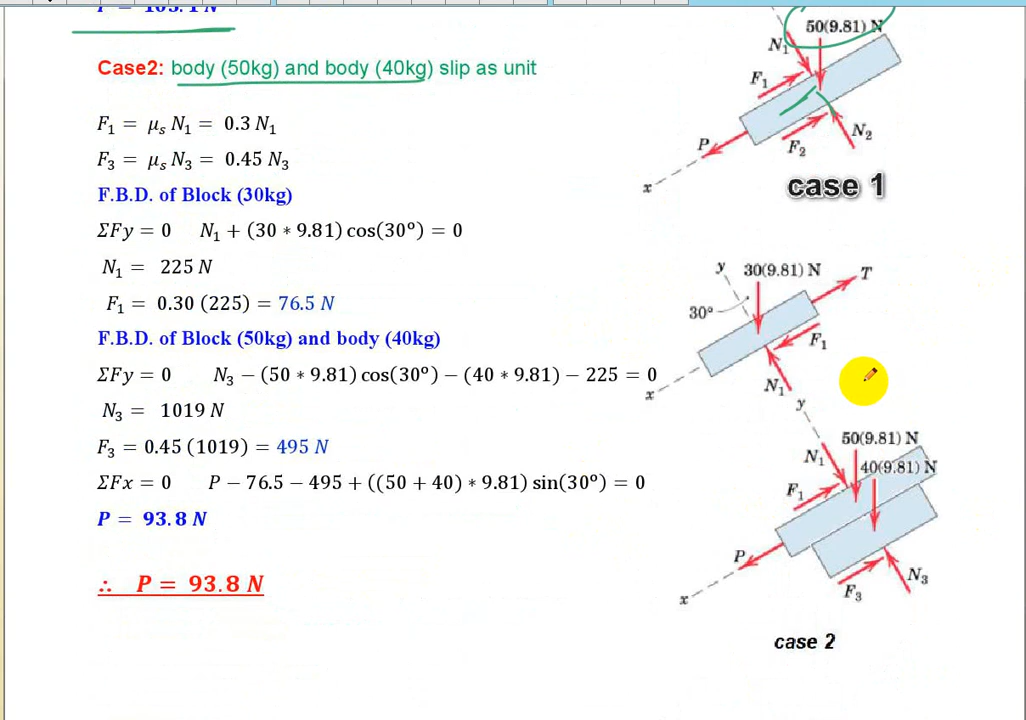 P = 103.1 N
Case2: body (50kg) and body (40kg) slip as unit
F₁ = μₛ N₁ = 0.3 N₁
F₃ = μₛ N₃ = 0.45 N₃
F.B.D. of Block (30kg)
ΣFy = 0 N₁ + (30 ∗ 9.81) cos(30°) = 0
N₁ = 225 N
F₁ = 0.30 (225) = 76.5 N
F.B.D. of Block (50kg) and body (40kg)
ΣFy = 0 N₃ − (50 ∗ 9.81) cos(30°) − (40 ∗ 9.81) − 225 = 0
N₃ = 1019 N
F₃ = 0.45 (1019) = 495 N
ΣFx = 0 P − 76.5 − 495 + ((50 + 40) ∗ 9.81) sin(30°) = 0
P = 93.8 N
∴ P = 93.8 N
50(9.81) N
N₁
F₁
N₂
P
F₂
x
case 1
y
30(9.81) N
T
30°
F₁
N₁
x
y
50(9.81) N
N₁
40(9.81) N
F₁
P
N₃
F₃
x
case 2